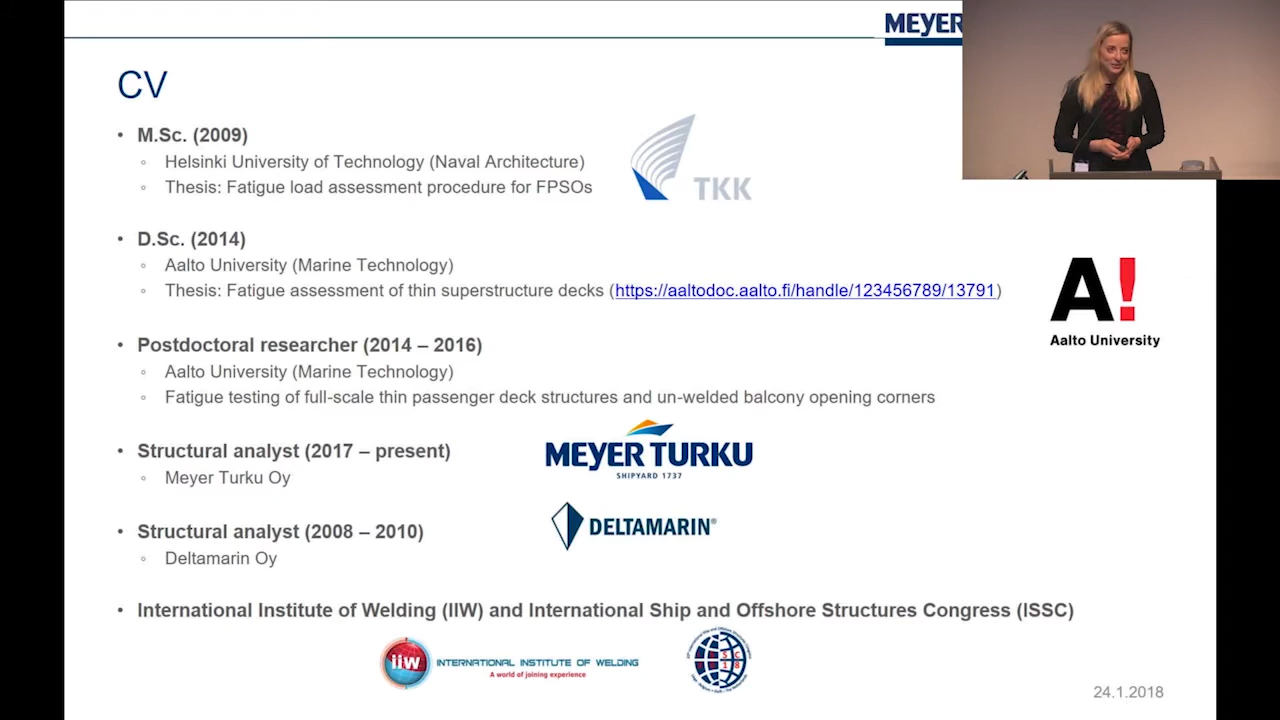 MEYER
CV
• M.Sc. (2009)
◦ Helsinki University of Technology (Naval Architecture)
◦ Thesis: Fatigue load assessment procedure for FPSOs
TKK
• D.Sc. (2014)
◦ Aalto University (Marine Technology)
◦ Thesis: Fatigue assessment of thin superstructure decks (https://aaltodoc.aalto.fi/handle/123456789/13791)
A!
Aalto University
• Postdoctoral researcher (2014 – 2016)
◦ Aalto University (Marine Technology)
◦ Fatigue testing of full-scale thin passenger deck structures and un-welded balcony opening corners
• Structural analyst (2017 – present)
◦ Meyer Turku Oy
MEYER TURKU
SHIPYARD 1737
• Structural analyst (2008 – 2010)
◦ Deltamarin Oy
DELTAMARIN®
• International Institute of Welding (IIW) and International Ship and Offshore Structures Congress (ISSC)
iiw
INTERNATIONAL INSTITUTE OF WELDING
A world of joining experience
24.1.2018